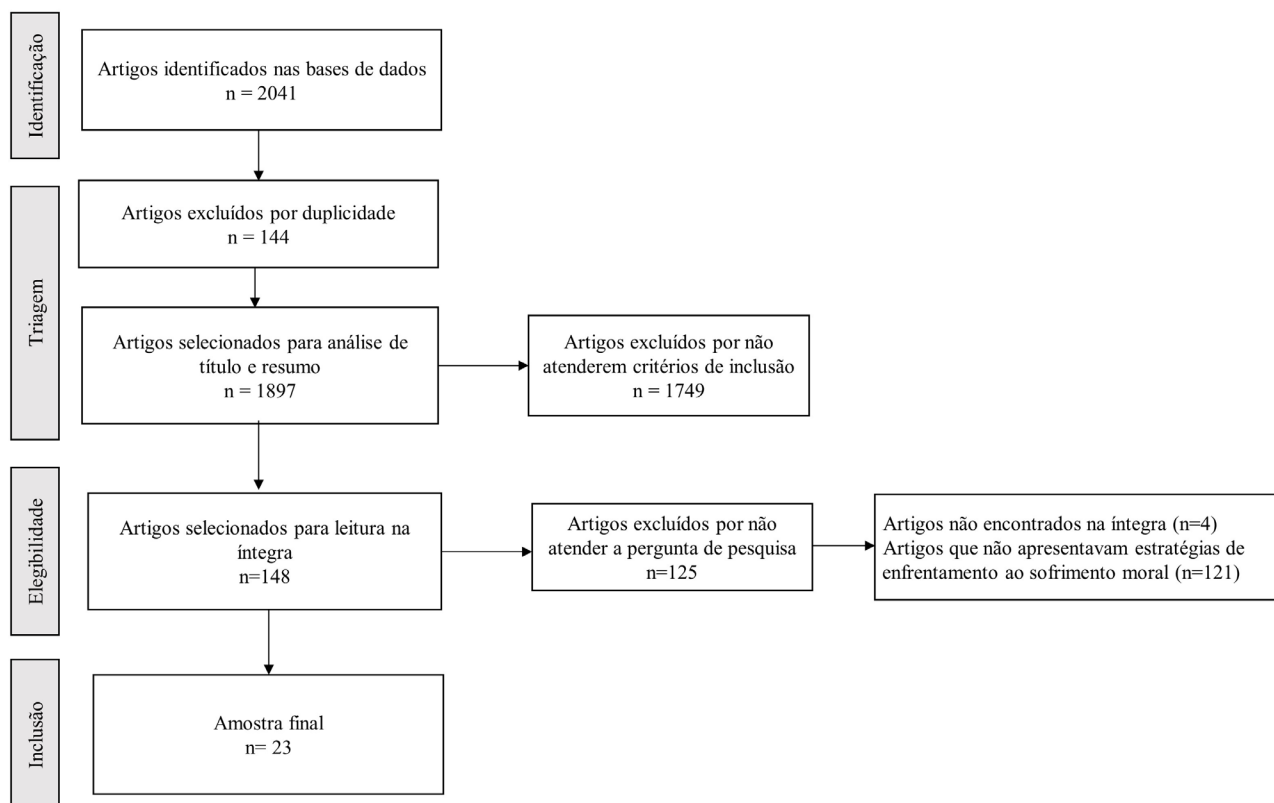 Identificação
Artigos identificados nas bases de dados
n = 2041
Triagem
Artigos excluídos por duplicidade
n = 144
Artigos selecionados para análise de
título e resumo
n = 1897
Artigos excluídos por não
atenderem critérios de inclusão
n = 1749
Elegibilidade
Artigos selecionados para leitura na
íntegra
n=148
Artigos excluídos por não
atender a pergunta de pesquisa
n=125
Artigos não encontrados na íntegra (n=4)
Artigos que não apresentavam estratégias de
enfrentamento ao sofrimento moral (n=121)
Inclusão
Amostra final
n= 23